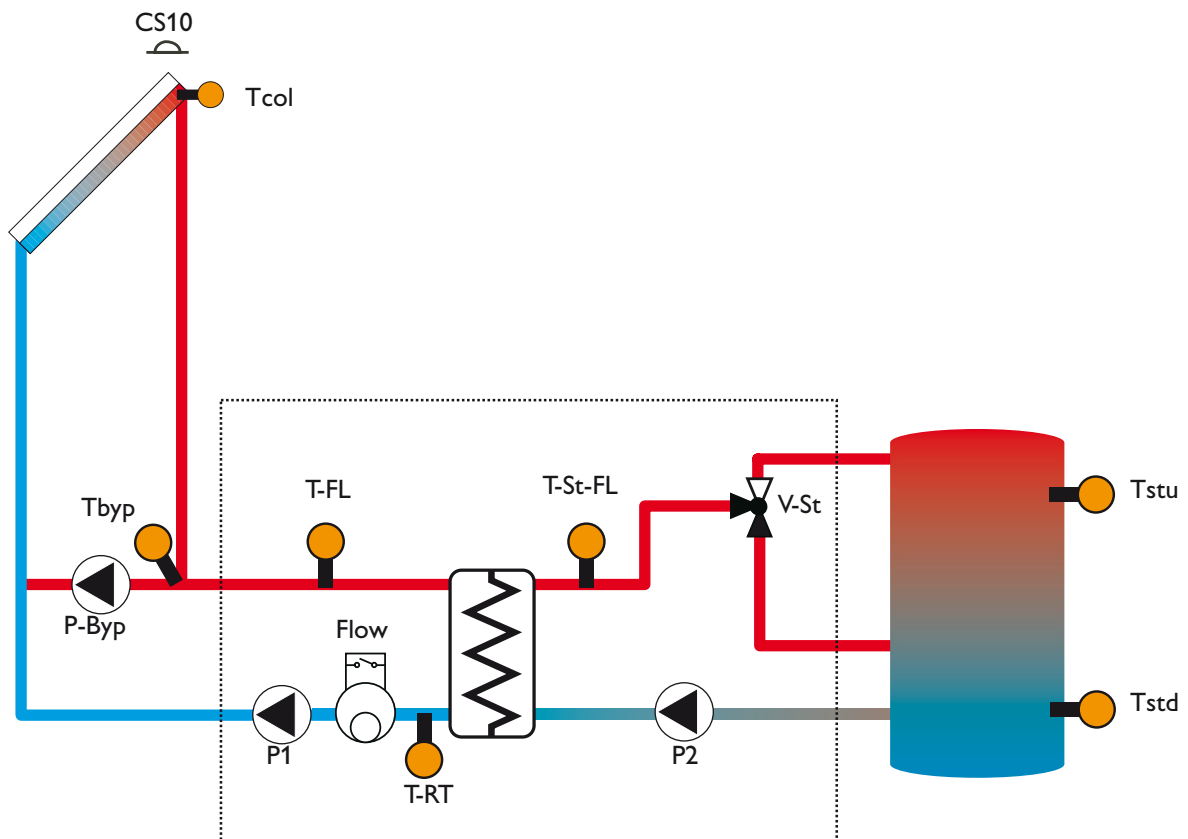 CS10
Tcol
Tbyp
T-FL
T-St-FL
V-St
Tstu
P-Byp
Flow
Tstd
P1
T-RT
P2